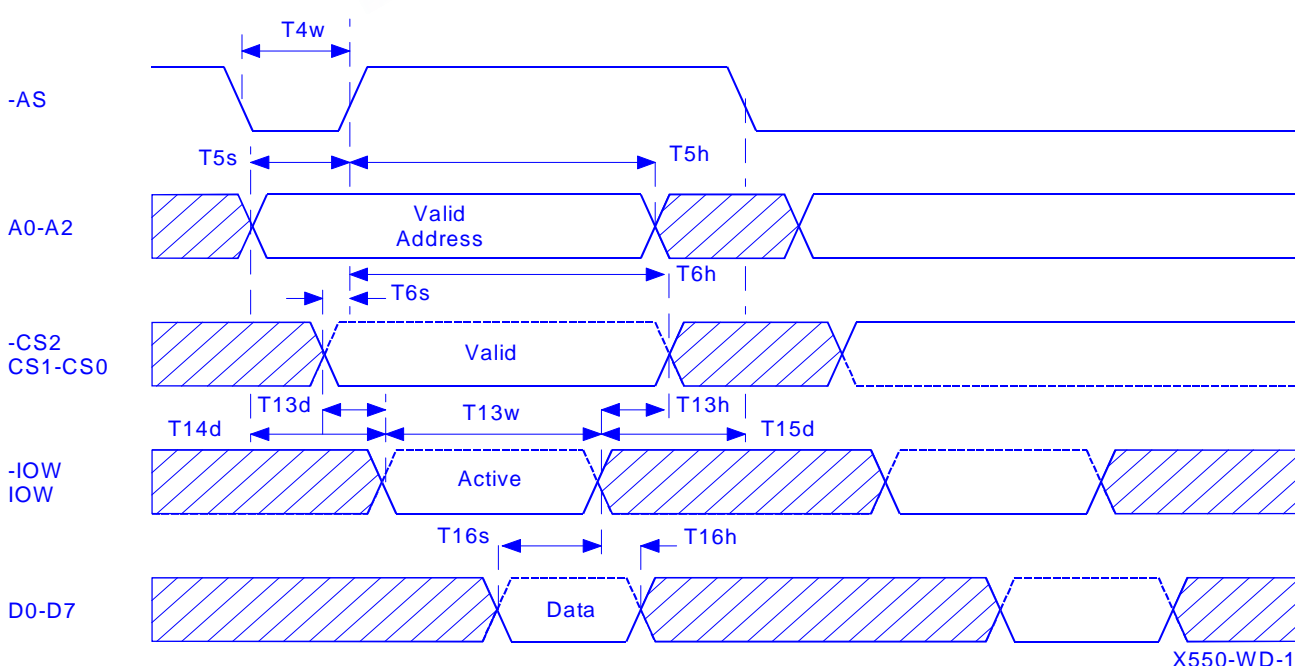 T4w
-AS
T5s
T5h
A0-A2
Valid
Address
T6h
T6s
-CS2
CS1-CS0
Valid
T13d
T13w
T13h
T14d
T15d
-IOW
IOW
Active
T16s
T16h
D0-D7
Data
X550-WD-1